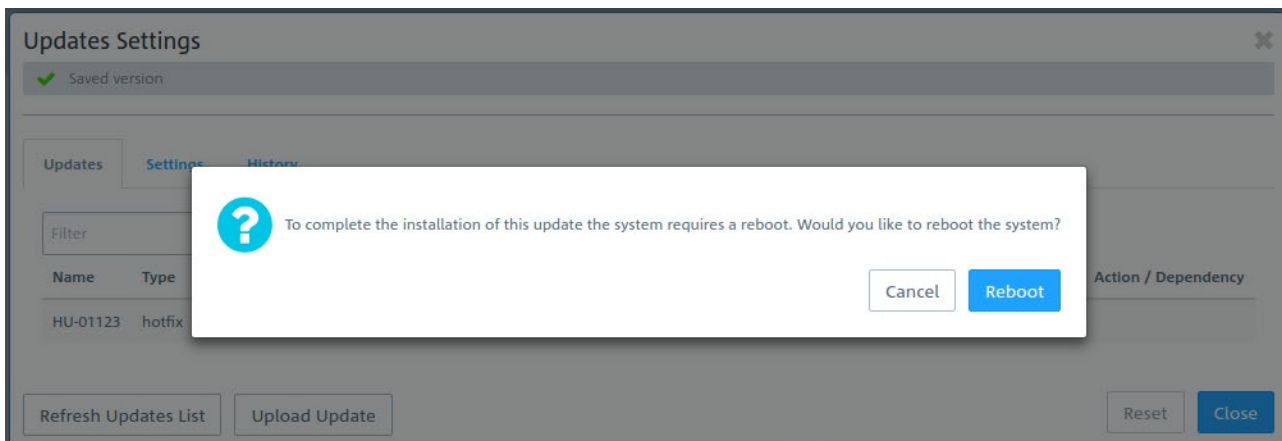 Updates Settings
Saved version
Updates Settings History
To complete the installation of this update the system requires a reboot. Would you like to reboot the system?
Filter
Cancel Reboot
Name Type Action / Dependency
HU-01123 hotfix
Refresh Updates List Upload Update Reset Close